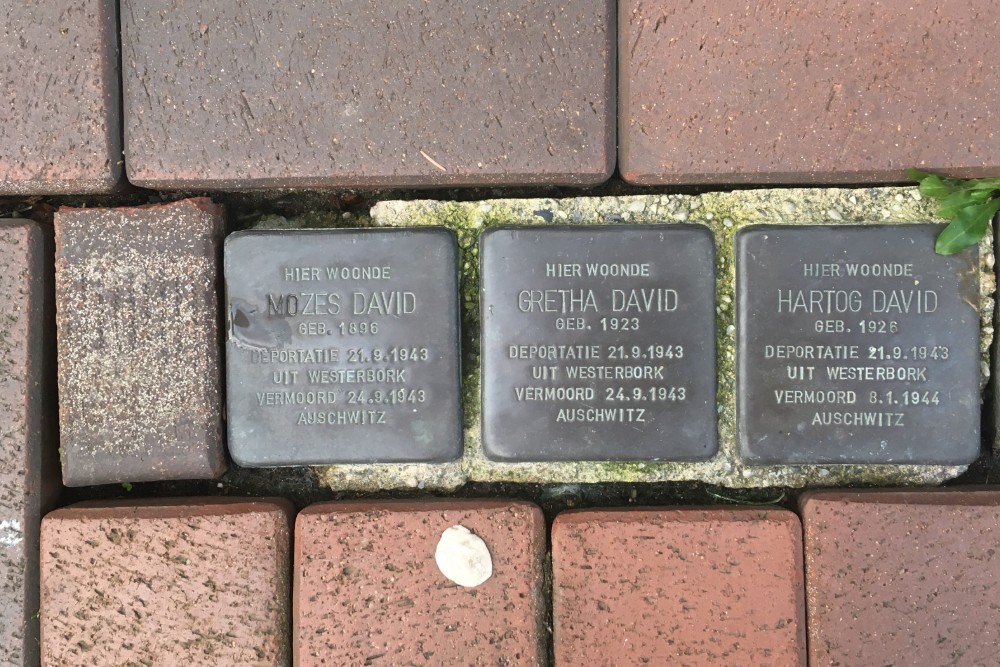 HIER WOONDE
MOZES DAVID
GEB. 1896
DEPORTATIE 21.9.1943
UIT WESTERBORK
VERMOORD 24.9.1943
AUSCHWITZ
HIER WOONDE
GRETHA DAVID
GEB. 1923
DEPORTATIE 21.9.1943
UIT WESTERBORK
VERMOORD 24.9.1943
AUSCHWITZ
HIER WOONDE
HARTOG DAVID
GEB. 1926
DEPORTATIE 21.9.1943
UIT WESTERBORK
VERMOORD 8.1.1944
AUSCHWITZ